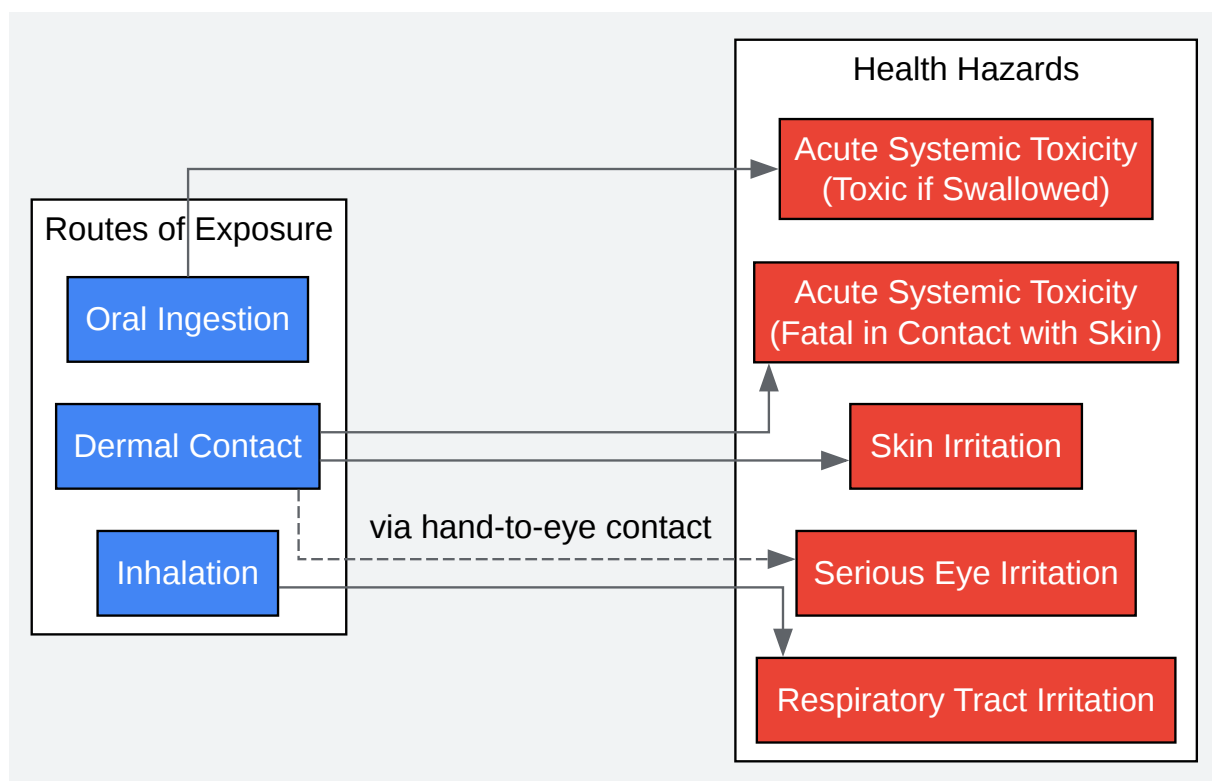 Routes of Exposure
Oral Ingestion
Dermal Contact
Inhalation
via hand-to-eye contact
Health Hazards
Acute Systemic Toxicity
(Toxic if Swallowed)
Acute Systemic Toxicity
(Fatal in Contact with Skin)
Skin Irritation
Serious Eye Irritation
Respiratory Tract Irritation